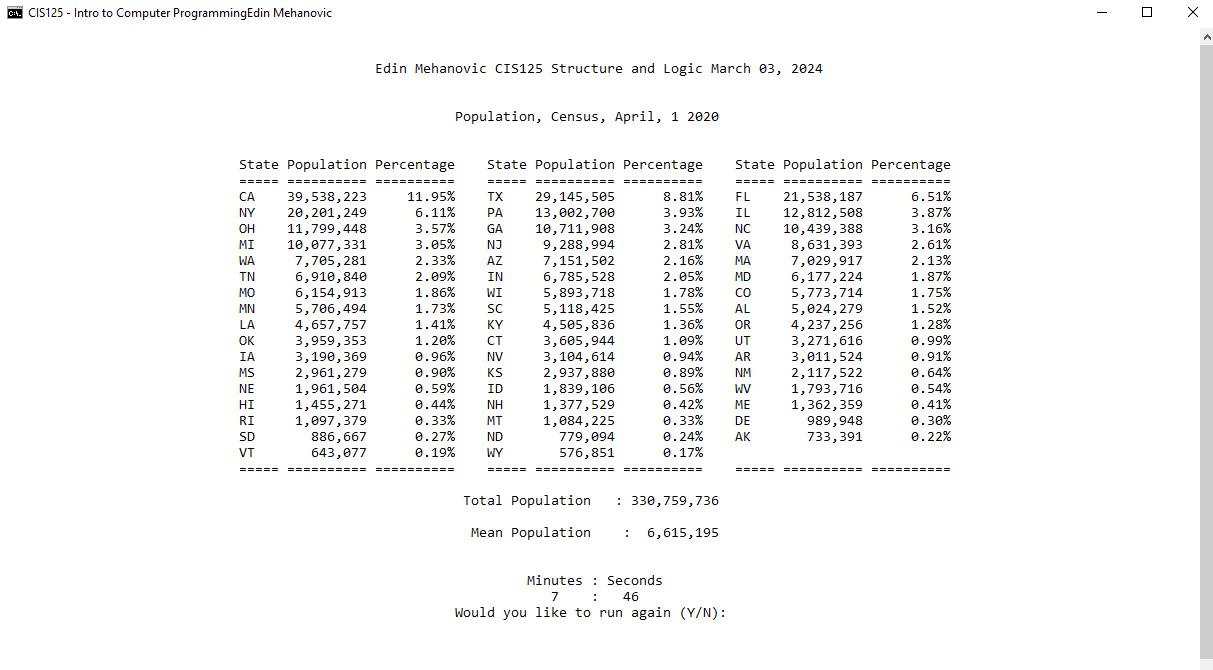 CIS125 - Intro to Computer ProgrammingEdin Mehanovic
Edin Mehanovic CIS125 Structure and Logic March 03, 2024
Population, Census, April, 1 2020
State Population Percentage State Population Percentage State Population Percentage
===== ========== ========== ===== ========== ========== ===== ========== ==========
CA 39,538,223 11.95% TX 29,145,505 8.81% FL 21,538,187 6.51%
NY 20,201,249 6.11% PA 13,002,700 3.93% IL 12,812,508 3.87%
OH 11,799,448 3.57% GA 10,711,908 3.24% NC 10,439,388 3.16%
MI 10,077,331 3.05% NJ 9,288,994 2.81% VA 8,631,393 2.61%
WA 7,705,281 2.33% AZ 7,151,502 2.16% MA 7,029,917 2.13%
TN 6,910,840 2.09% IN 6,785,528 2.05% MD 6,177,224 1.87%
MO 6,154,913 1.86% WI 5,893,718 1.78% CO 5,773,714 1.75%
MN 5,706,494 1.73% SC 5,118,425 1.55% AL 5,024,279 1.52%
LA 4,657,757 1.41% KY 4,505,836 1.36% OR 4,237,256 1.28%
OK 3,959,353 1.20% CT 3,605,944 1.09% UT 3,271,616 0.99%
IA 3,190,369 0.96% NV 3,104,614 0.94% AR 3,011,524 0.91%
MS 2,961,279 0.90% KS 2,937,880 0.89% NM 2,117,522 0.64%
NE 1,961,504 0.59% ID 1,839,106 0.56% WV 1,793,716 0.54%
HI 1,455,271 0.44% NH 1,377,529 0.42% ME 1,362,359 0.41%
RI 1,097,379 0.33% MT 1,084,225 0.33% DE 989,948 0.30%
SD 886,667 0.27% ND 779,094 0.24% AK 733,391 0.22%
VT 643,077 0.19% WY 576,851 0.17%
===== ========== ========== ===== ========== ========== ===== ========== ==========
Total Population : 330,759,736
Mean Population : 6,615,195
Minutes : Seconds
7 : 46
Would you like to run again (Y/N):